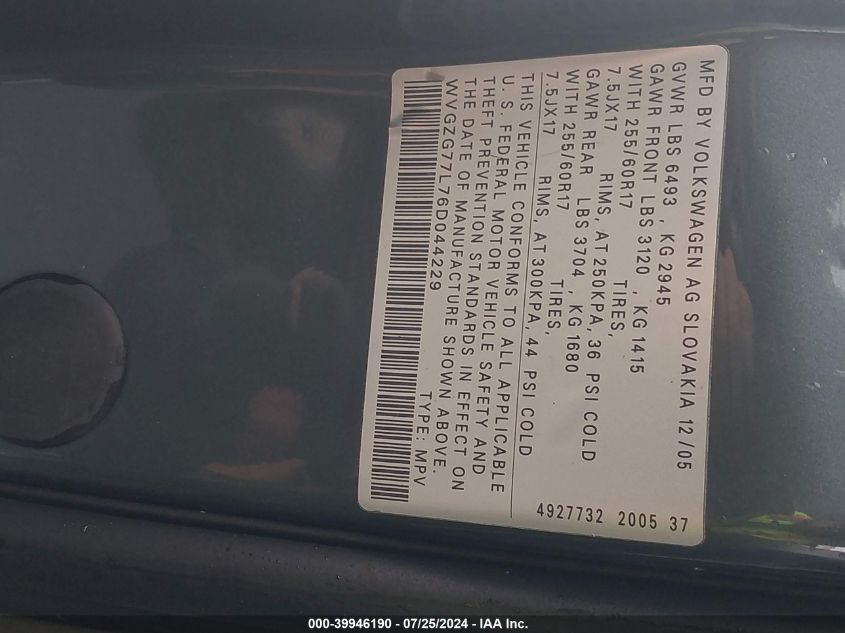 MFD BY VOLKSWAGEN AG SLOVAKIA 12/05
GVWR LBS 6493 , KG 2945
GAWR FRONT LBS 3120 , KG 1415
WITH 255/60R17 TIRES,
7.5JX17 RIMS, AT 250KPA, 36 PSI COLD
GAWR REAR LBS 3704 , KG 1680
WITH 255/60R17 TIRES,
7.5JX17 RIMS, AT 300KPA, 44 PSI COLD
THIS VEHICLE CONFORMS TO ALL APPLICABLE
U. S. FEDERAL MOTOR VEHICLE SAFETY AND
THEFT PREVENTION STANDARDS IN EFFECT ON
THE DATE OF MANUFACTURE SHOWN ABOVE.
WVGZG77L76D044229 TYPE: MPV
4927732 2005 37
000-39946190 - 07/25/2024 - IAA Inc.